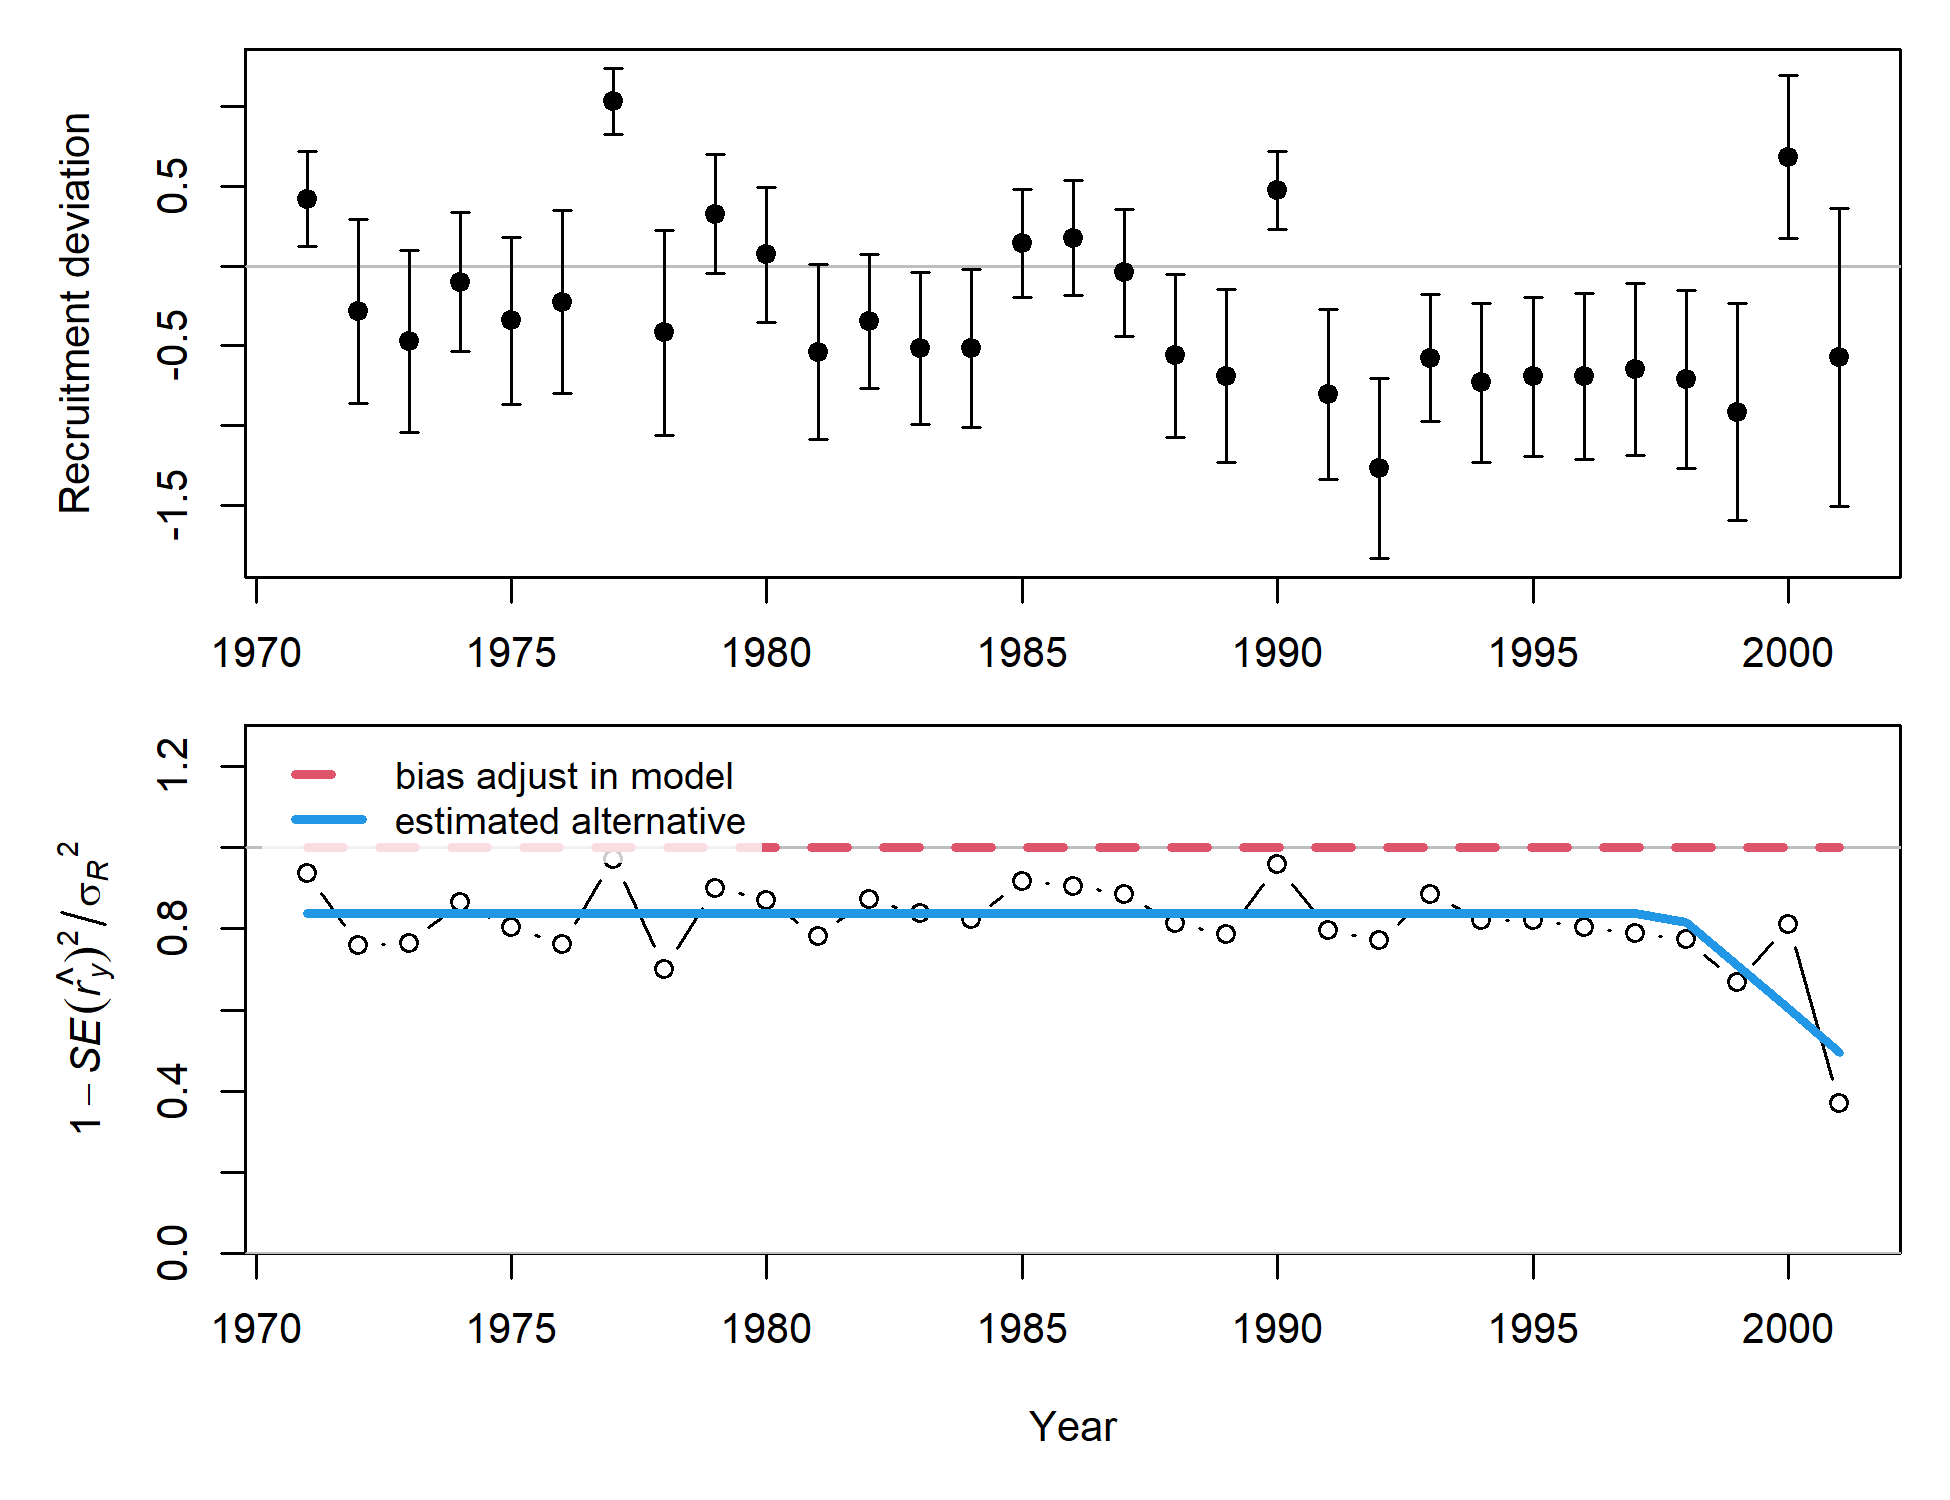 Recruitment deviation
0.5
-0.5
-1.5
1970 1975 1980 1985 1990 1995 2000
bias adjust in model
estimated alternative
1 − SE(r̂y)² / σR²
1.2
0.8
0.4
0.0
1970 1975 1980 1985 1990 1995 2000
Year